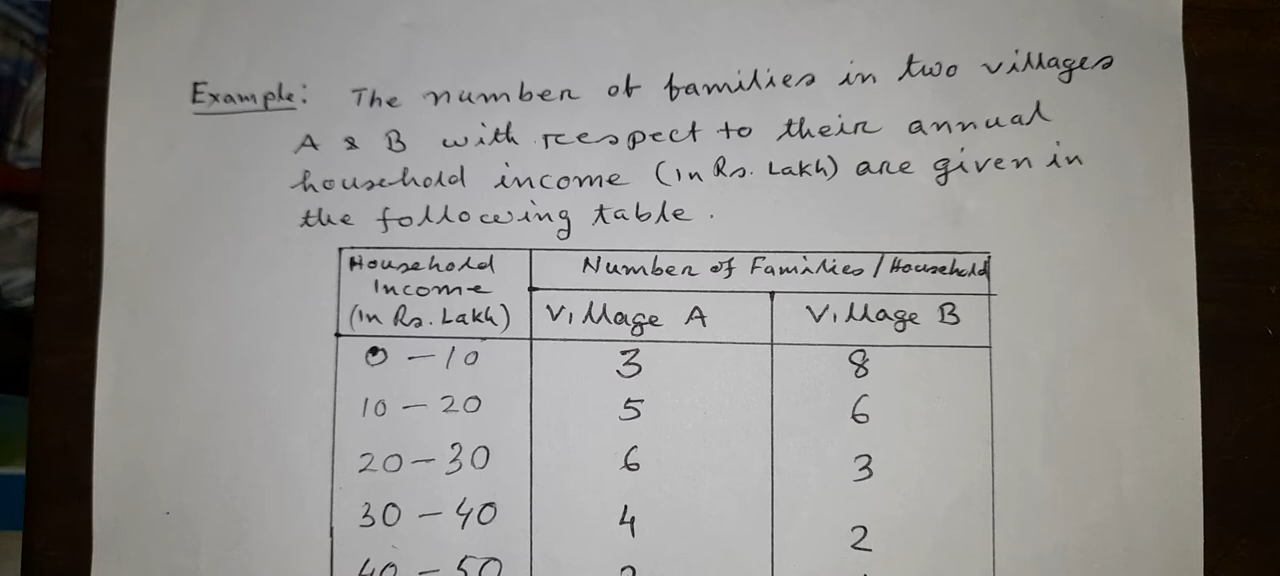 Example: The number of families in two villages
A & B with respect to their annual
household income (in Rs. Lakh) are given in
the following table.
Household Number of Families / Household
Income
(In Rs. Lakh) Village A Village B
0 – 10 3 8
10 – 20 5 6
20 – 30 6 3
30 – 40 4 2
40 – 50